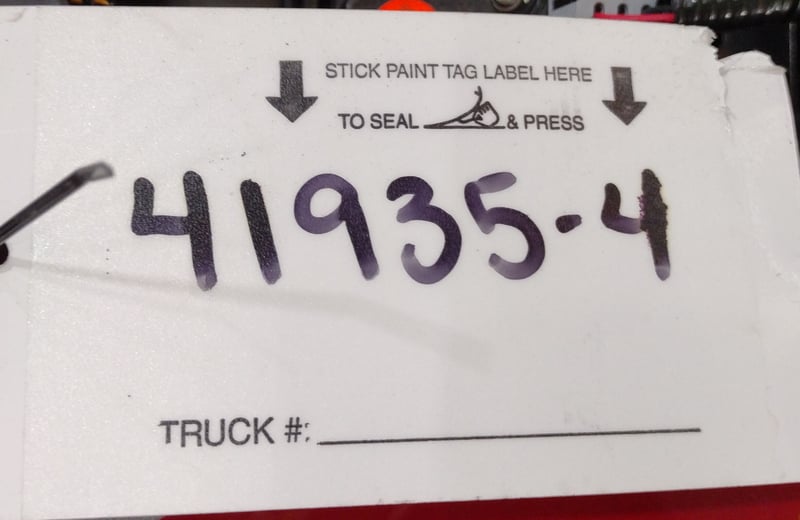 STICK PAINT TAG LABEL HERE
TO SEAL & PRESS
41935-4
TRUCK #: